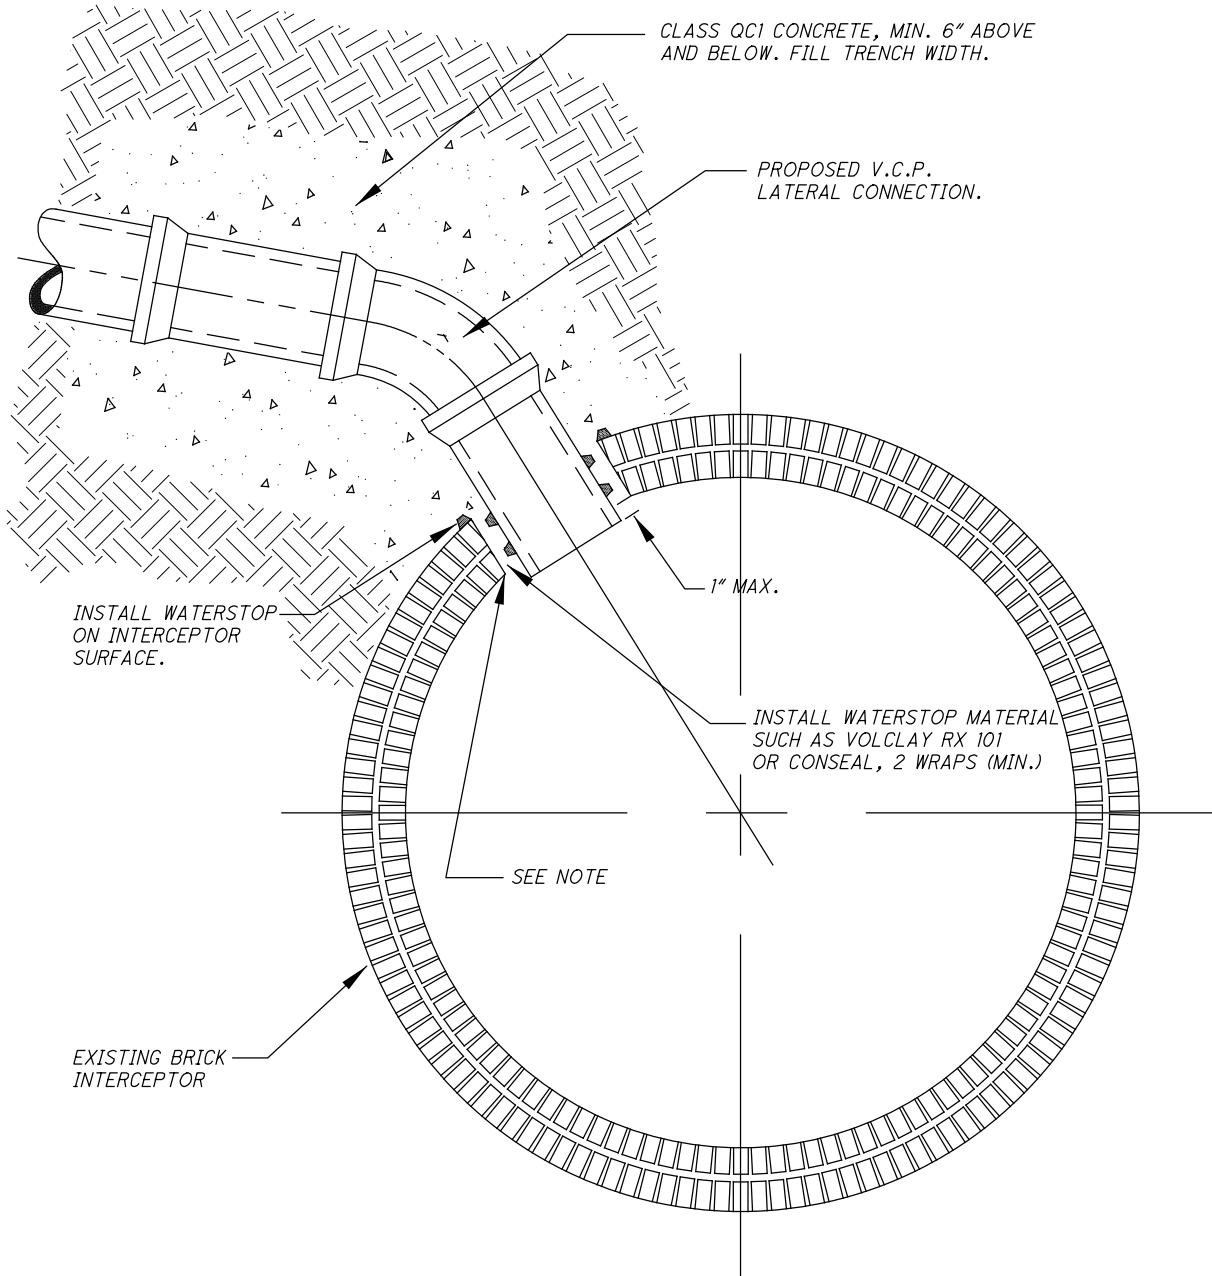 CLASS QC1 CONCRETE, MIN. 6" ABOVE
AND BELOW. FILL TRENCH WIDTH.
PROPOSED V.C.P.
LATERAL CONNECTION.
1" MAX.
INSTALL WATERSTOP
ON INTERCEPTOR
SURFACE.
INSTALL WATERSTOP MATERIAL
SUCH AS VOLCLAY RX 101
OR CONSEAL, 2 WRAPS (MIN.)
SEE NOTE
EXISTING BRICK
INTERCEPTOR